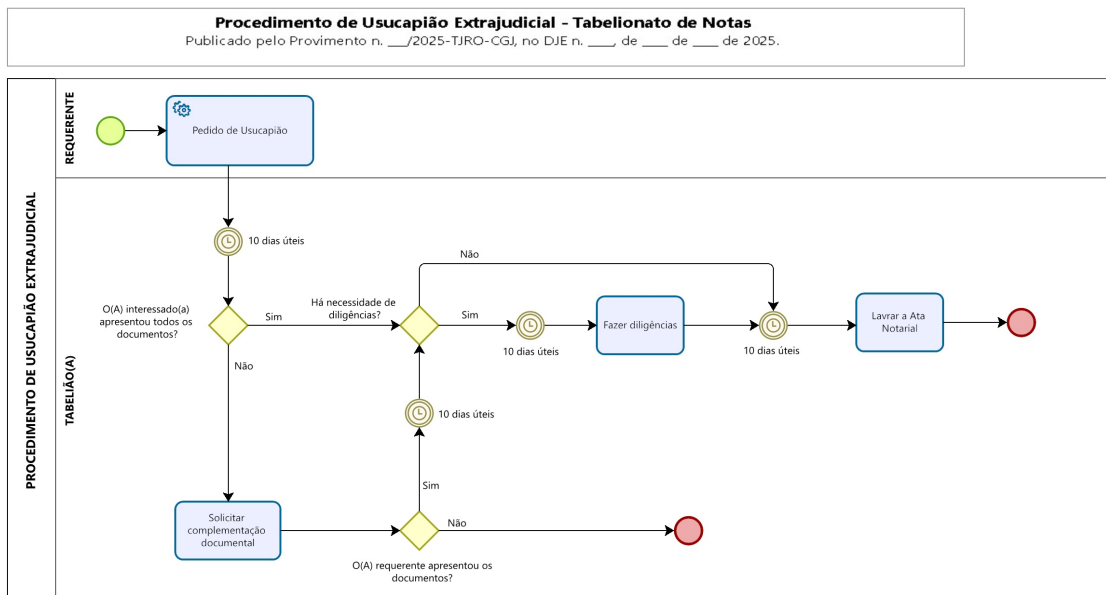 Procedimento de Usucapião Extrajudicial - Tabelionato de Notas
Publicado pelo Provimento n. ___/2025-TJRO-CGJ, no DJE n. ___, de ___ de ___ de 2025.
PROCEDIMENTO DE USUCAPIÃO EXTRAJUDICIAL
REQUERENTE
Pedido de Usucapião
TABELIÃO(A)
10 dias úteis
O(A) interessado(a)
apresentou todos os
documentos?
Sim
Não
Há necessidade de
diligências?
Não
Sim
10 dias úteis
Fazer diligências
10 dias úteis
Lavrar a Ata
Notarial
10 dias úteis
Sim
Solicitar
complementação
documental
Não
O(A) requerente apresentou os
documentos?